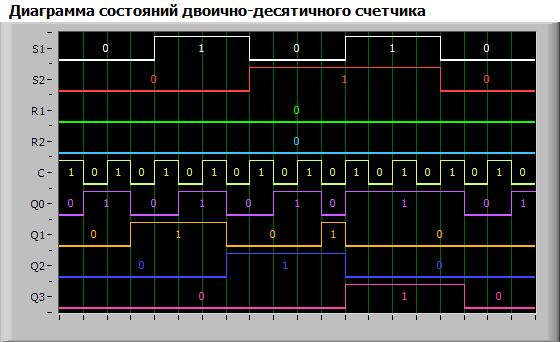 Диаграмма состояний двоично-десятичного счетчика
S1 0 1 0 1 0
S2 0 1 0
R1 0
R2 0
C 1 0 1 0 1 0 1 0 1 0 1 0 1 0 1 0 1 0 1 0
Q0 0 1 0 1 0 1 0 1 0 1
Q1 0 1 0 1 0
Q2 0 1 0
Q3 0 1 0